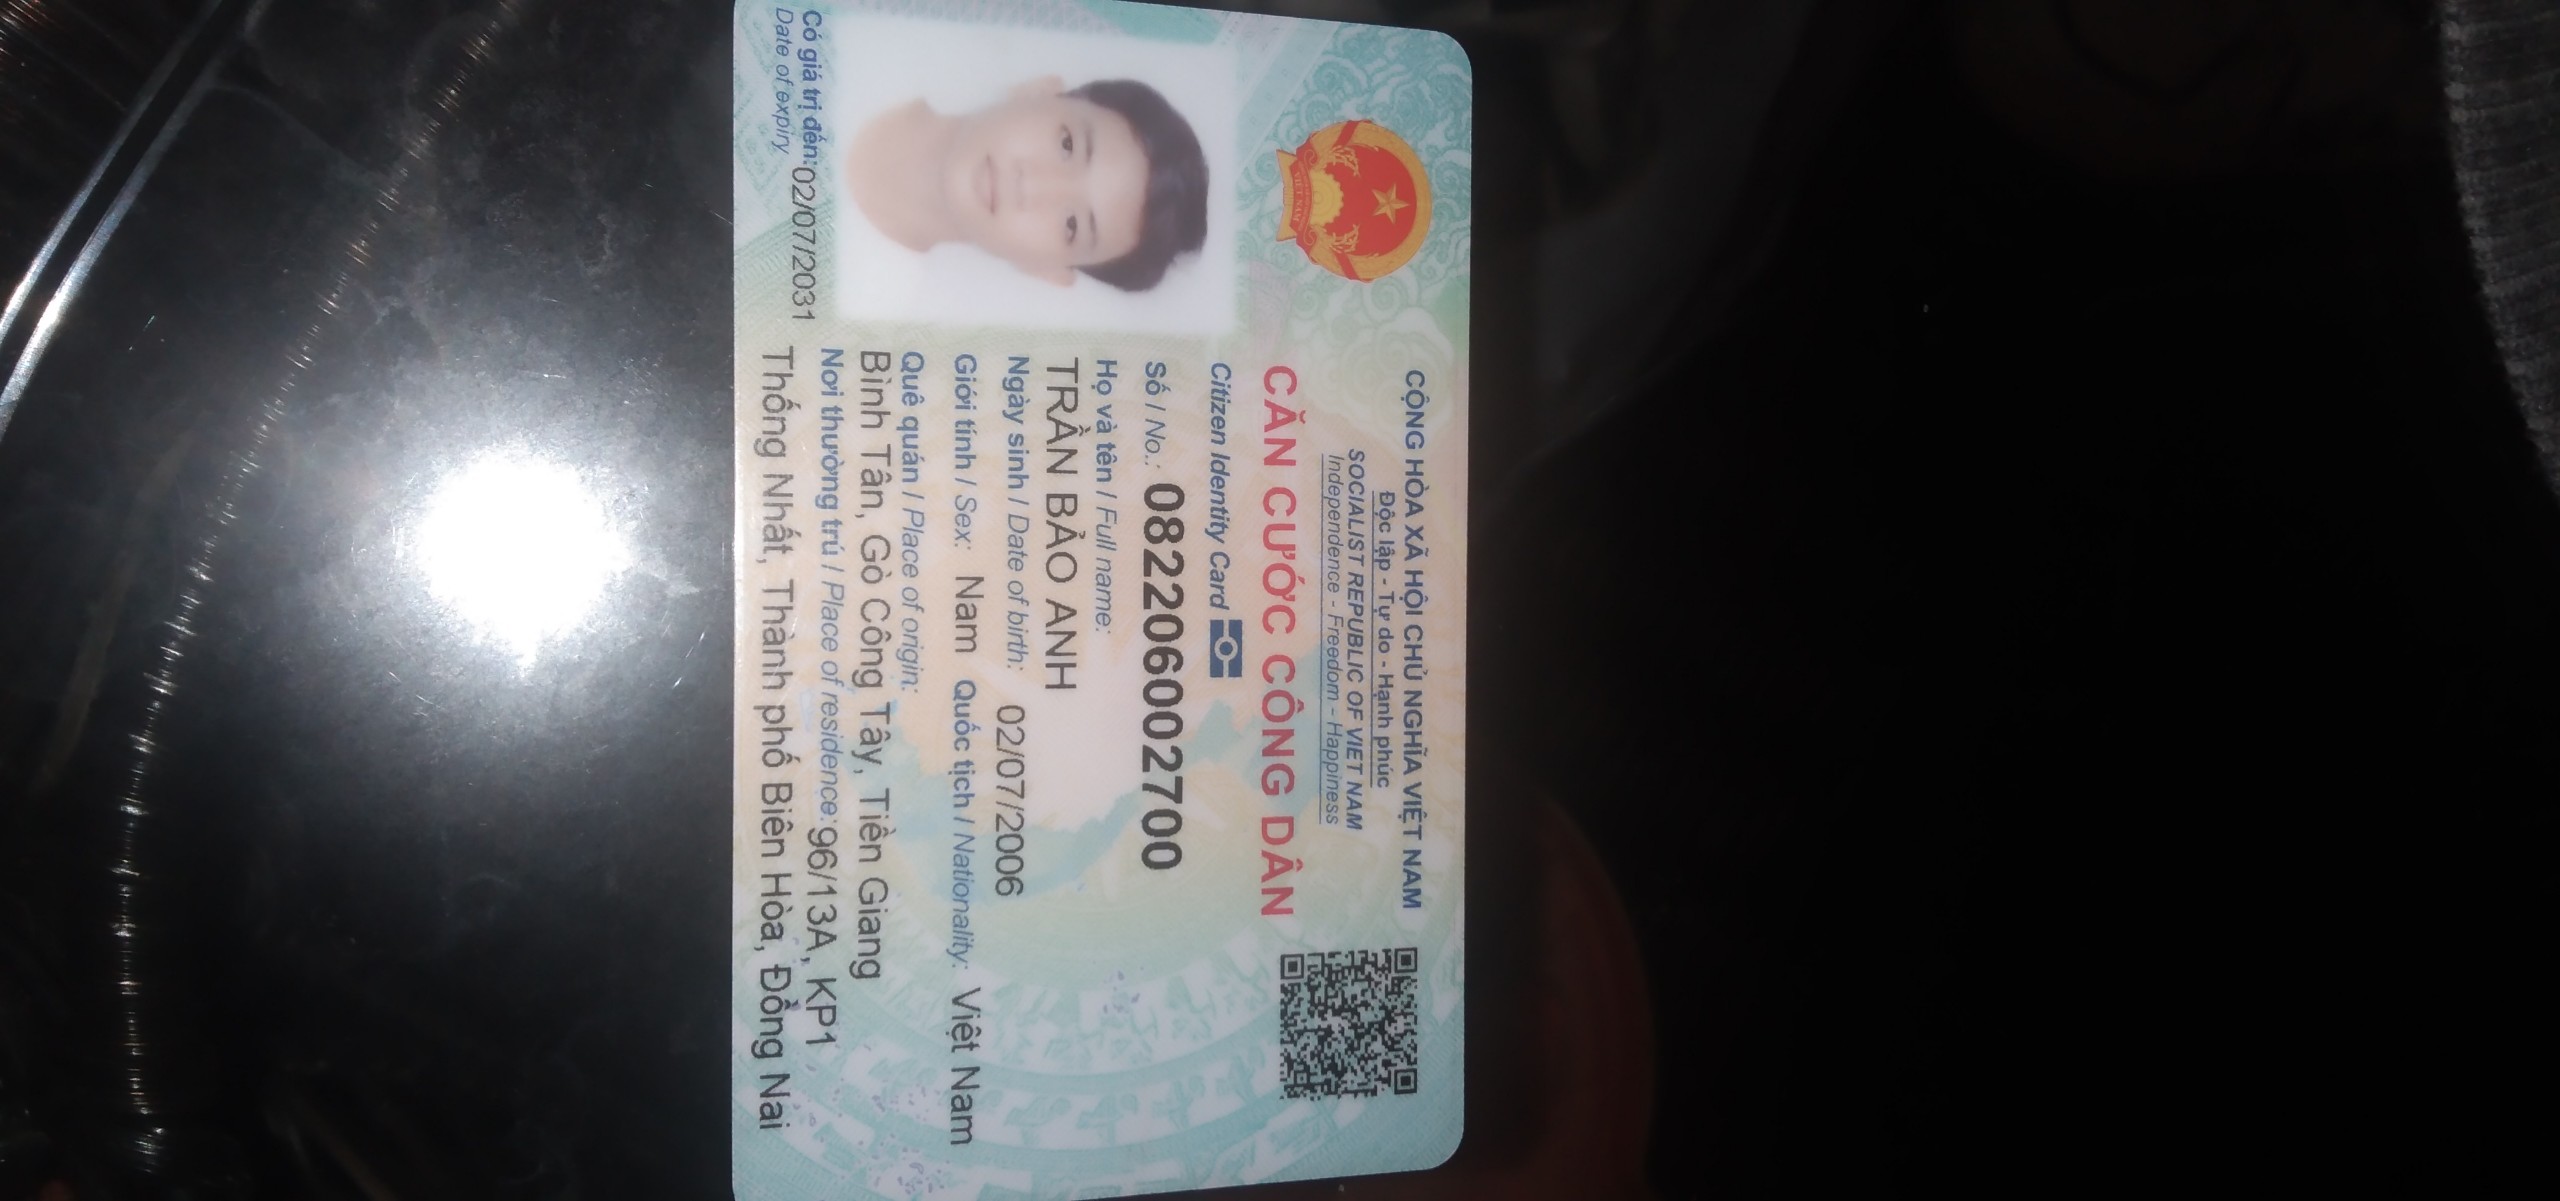 CỘNG HÒA XÃ HỘI CHỦ NGHĨA VIỆT NAM
Độc lập - Tự do - Hạnh phúc
SOCIALIST REPUBLIC OF VIET NAM
Independence - Freedom - Happiness
CĂN CƯỚC CÔNG DÂN
Citizen Identity Card
Số / No.: 082206002700
Họ và tên / Full name:
TRẦN BẢO ANH
Ngày sinh / Date of birth: 02/07/2006
Giới tính / Sex: Nam Quốc tịch / Nationality: Việt Nam
Quê quán / Place of origin:
Bình Tân, Gò Công Tây, Tiền Giang
Nơi thường trú / Place of residence: 96/13A, KP1
Thống Nhất, Thành phố Biên Hòa, Đồng Nai
Có giá trị đến: 02/07/2031
Date of expiry
VIỆT NAM